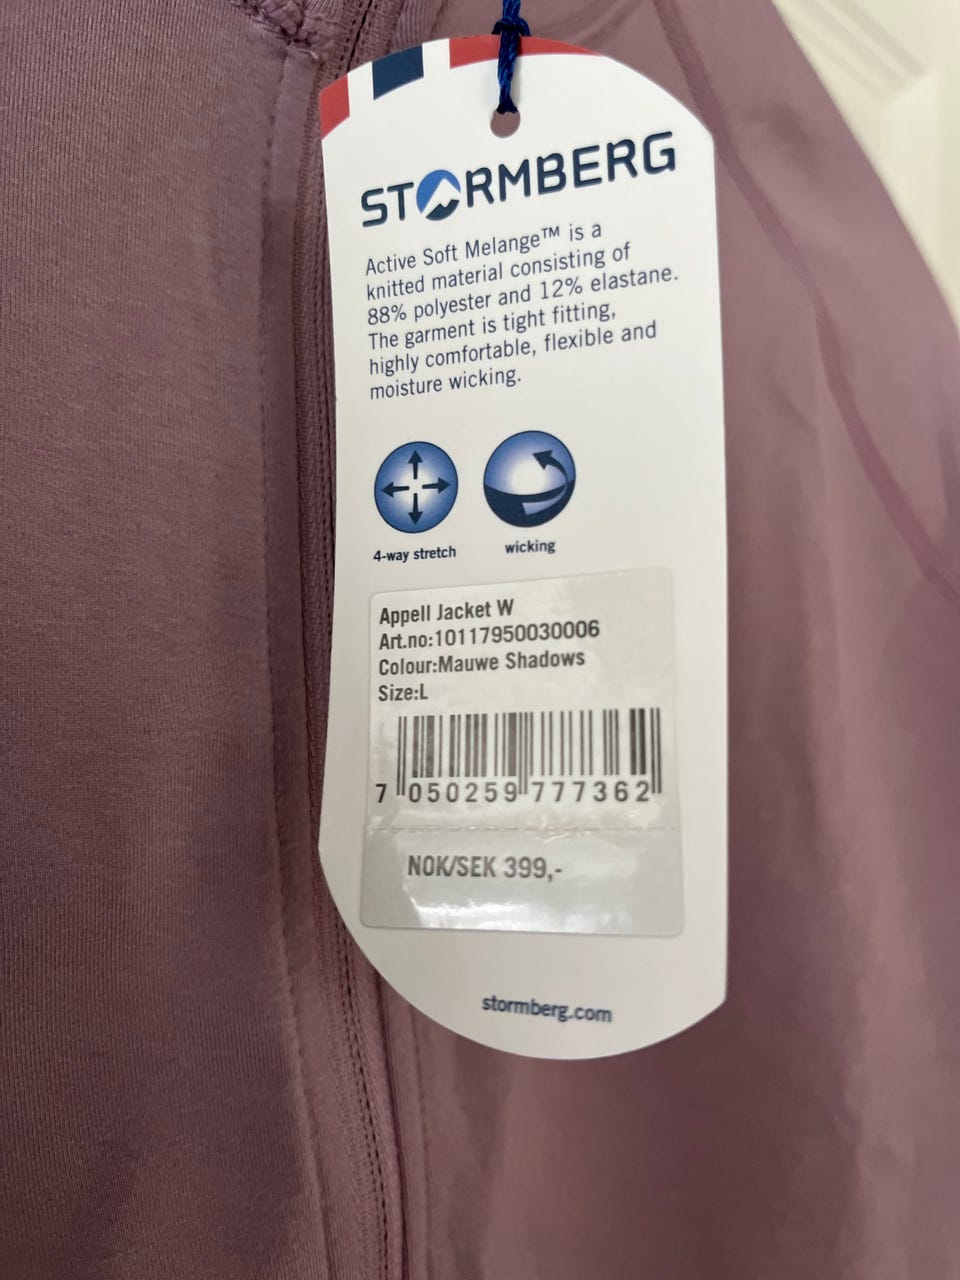 STORMBERG
Active Soft Melange™ is a
knitted material consisting of
88% polyester and 12% elastane.
The garment is tight fitting,
highly comfortable, flexible and
moisture wicking.
4-way stretch
wicking
Appell Jacket W
Art.no:10117950030006
Colour:Mauwe Shadows
Size:L
7 050259 777362
NOK/SEK 399,-
stormberg.com